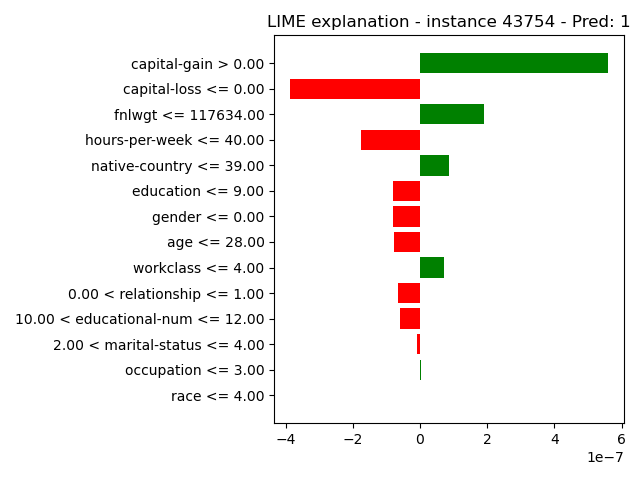 LIME explanation - instance 43754 - Pred: 1
capital-gain > 0.00
capital-loss <= 0.00
fnlwgt <= 117634.00
hours-per-week <= 40.00
native-country <= 39.00
education <= 9.00
gender <= 0.00
age <= 28.00
workclass <= 4.00
0.00 < relationship <= 1.00
10.00 < educational-num <= 12.00
2.00 < marital-status <= 4.00
occupation <= 3.00
race <= 4.00
−4 −2 0 2 4 6
1e−7